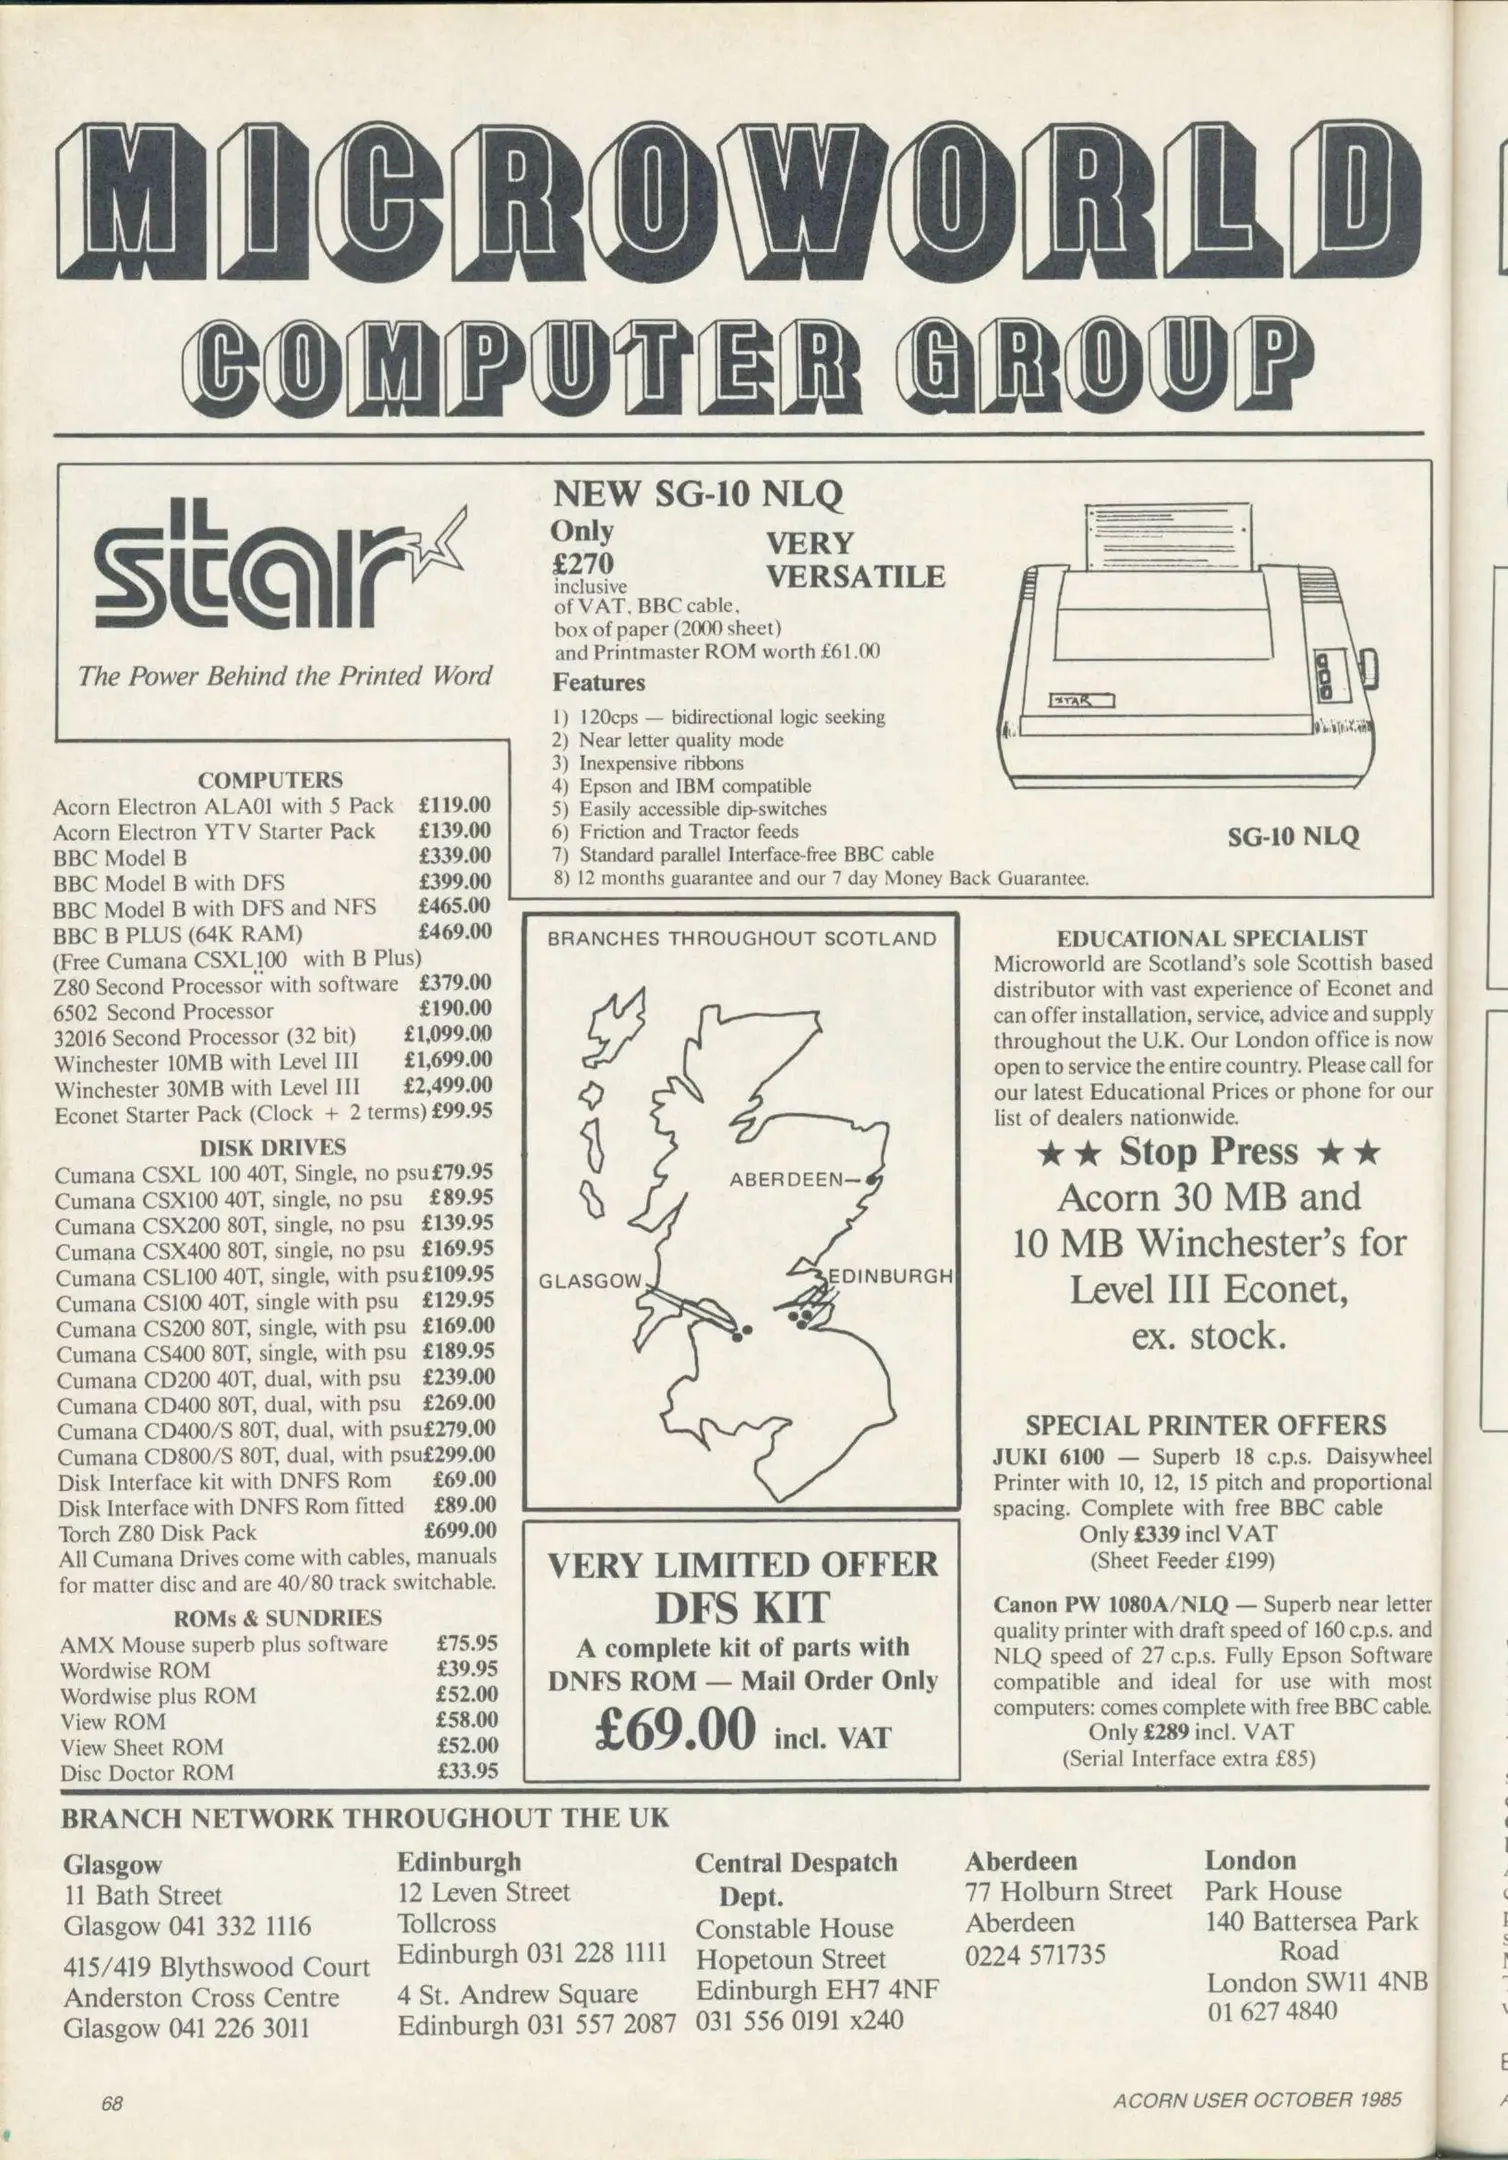 MICROWORLD
COMPUTER GROUP
star
The Power Behind the Printed Word
NEW SG-10 NLQ
Only
£270
VERY
VERSATILE
inclusive
of VAT, BBC cable,
box of paper (2000 sheet)
and Printmaster ROM worth £61.00
Features
1) 120cps — bidirectional logic seeking
2) Near letter quality mode
3) Inexpensive ribbons
4) Epson and IBM compatible
5) Easily accessible dip-switches
6) Friction and Tractor feeds
7) Standard parallel Interface-free BBC cable
8) 12 months guarantee and our 7 day Money Back Guarantee.
STAR
SG-10 NLQ
COMPUTERS
Acorn Electron ALA01 with 5 Pack £119.00
Acorn Electron YTV Starter Pack £139.00
BBC Model B £339.00
BBC Model B with DFS £399.00
BBC Model B with DFS and NFS £465.00
BBC B PLUS (64K RAM) £469.00
(Free Cumana CSXL100 with B Plus)
Z80 Second Processor with software £379.00
6502 Second Processor £190.00
32016 Second Processor (32 bit) £1,099.00
Winchester 10MB with Level III £1,699.00
Winchester 30MB with Level III £2,499.00
Econet Starter Pack (Clock + 2 terms) £99.95
DISK DRIVES
Cumana CSXL 100 40T, Single, no psu £79.95
Cumana CSX100 40T, single, no psu £89.95
Cumana CSX200 80T, single, no psu £139.95
Cumana CSX400 80T, single, no psu £169.95
Cumana CSL100 40T, single, with psu £109.95
Cumana CS100 40T, single with psu £129.95
Cumana CS200 80T, single, with psu £169.00
Cumana CS400 80T, single, with psu £189.95
Cumana CD200 40T, dual, with psu £239.00
Cumana CD400 80T, dual, with psu £269.00
Cumana CD400/S 80T, dual, with psu £279.00
Cumana CD800/S 80T, dual, with psu £299.00
Disk Interface kit with DNFS Rom £69.00
Disk Interface with DNFS Rom fitted £89.00
Torch Z80 Disk Pack £699.00
All Cumana Drives come with cables, manuals
for matter disc and are 40/80 track switchable.
ROMs & SUNDRIES
AMX Mouse superb plus software £75.95
Wordwise ROM £39.95
Wordwise plus ROM £52.00
View ROM £58.00
View Sheet ROM £52.00
Disc Doctor ROM £33.95
BRANCHES THROUGHOUT SCOTLAND
ABERDEEN
GLASGOW
EDINBURGH
VERY LIMITED OFFER
DFS KIT
A complete kit of parts with
DNFS ROM — Mail Order Only
£69.00 incl. VAT
EDUCATIONAL SPECIALIST
Microworld are Scotland's sole Scottish based
distributor with vast experience of Econet and
can offer installation, service, advice and supply
throughout the U.K. Our London office is now
open to service the entire country. Please call for
our latest Educational Prices or phone for our
list of dealers nationwide.
★★ Stop Press ★★
Acorn 30 MB and
10 MB Winchester's for
Level III Econet,
ex. stock.
SPECIAL PRINTER OFFERS
JUKI 6100 — Superb 18 c.p.s. Daisywheel
Printer with 10, 12, 15 pitch and proportional
spacing. Complete with free BBC cable
Only £339 incl VAT
(Sheet Feeder £199)
Canon PW 1080A/NLQ — Superb near letter
quality printer with draft speed of 160 c.p.s. and
NLQ speed of 27 c.p.s. Fully Epson Software
compatible and ideal for use with most
computers: comes complete with free BBC cable.
Only £289 incl. VAT
(Serial Interface extra £85)
BRANCH NETWORK THROUGHOUT THE UK
Glasgow
11 Bath Street
Glasgow 041 332 1116
415/419 Blythswood Court
Anderston Cross Centre
Glasgow 041 226 3011
Edinburgh
12 Leven Street
Tollcross
Edinburgh 031 228 1111
4 St. Andrew Square
Edinburgh 031 557 2087
Central Despatch
Dept.
Constable House
Hopetoun Street
Edinburgh EH7 4NF
031 556 0191 x240
Aberdeen
77 Holburn Street
Aberdeen
0224 571735
London
Park House
140 Battersea Park
Road
London SW11 4NB
01 627 4840
68
ACORN USER OCTOBER 1985